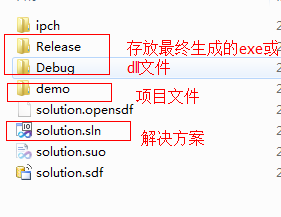 ipch
Release
存放最终生成的exe或
Debug
dll文件
demo
项目文件
solution.opensdf
solution.sln
解决方案
solution.suo
solution.sdf